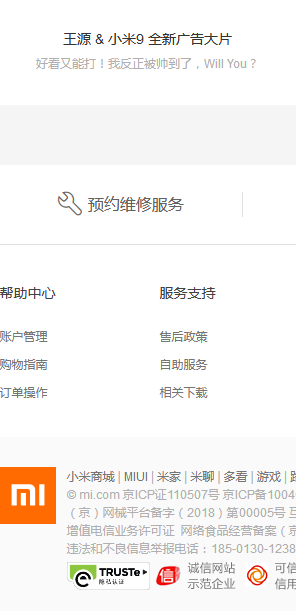 王源 & 小米9 全新广告大片
好看又能打！我反正被帅到了，Will You ?
预约维修服务
帮助中心
服务支持
账户管理
售后政策
购物指南
自助服务
订单操作
相关下载
mi
小米商城 | MIUI | 米家 | 米聊 | 多看 | 游戏 |
© mi.com 京ICP证110507号 京ICP备1004
（京）网械平台备字（2018）第00005号 互
增值电信业务许可证 网络食品经营备案（京
违法和不良信息举报电话：185-0130-1238
TRUSTe
隐私认证
诚信网站
示范企业
可信
信用